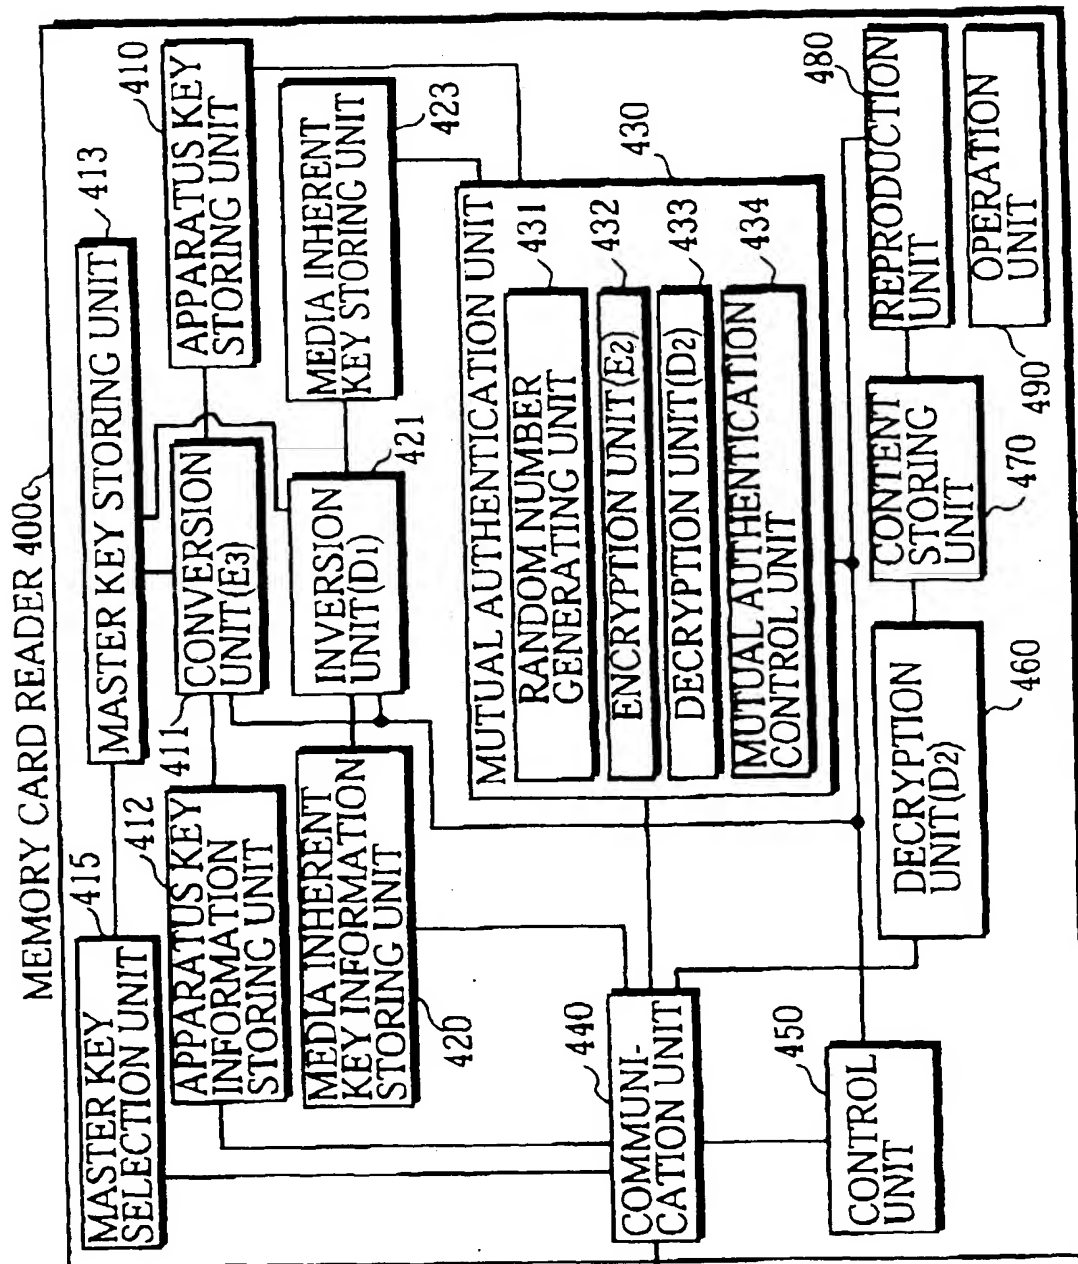 MEMORY CARD READER 400c
MASTER KEY
SELECTION UNIT
415
MASTER KEY STORING UNIT
413
APPARATUS KEY
INFORMATION
STORING UNIT
412
411
CONVERSION
UNIT(E3)
APPARATUS KEY
STORING UNIT
410
MEDIA INHERENT
KEY INFORMATION
STORING UNIT
420
INVERSION
UNIT(D1)
421
MEDIA INHERENT
KEY STORING UNIT
423
MUTUAL AUTHENTICATION UNIT
430
RANDOM NUMBER
GENERATING UNIT
431
ENCRYPTION UNIT(E2)
432
DECRYPTION UNIT(D2)
433
MUTUAL AUTHENTICATION
CONTROL UNIT
434
COMMUNI-
CATION UNIT
440
CONTROL
UNIT
450
DECRYPTION
UNIT(D2)
460
CONTENT
STORING
UNIT
470
REPRODUCTION
UNIT
480
OPERATION
UNIT
490